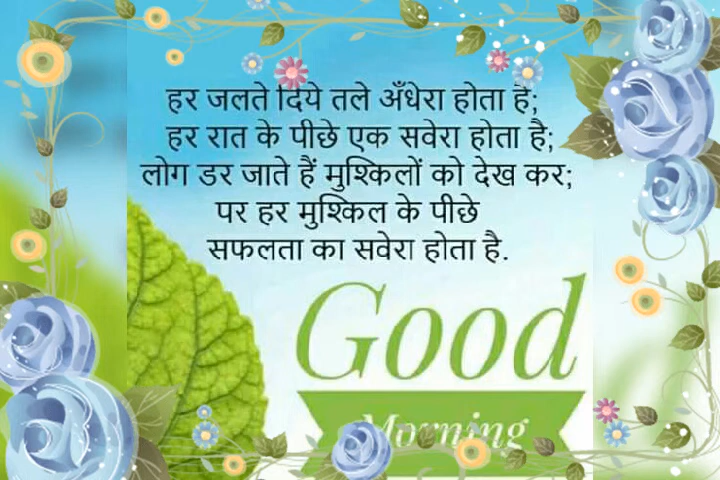 हर जलते दिये तले अँधेरा होता है;
हर रात के पीछे एक सवेरा होता है;
लोग डर जाते हैं मुश्किलों को देख कर;
पर हर मुश्किल के पीछे
सफलता का सवेरा होता है.
Good
Morning